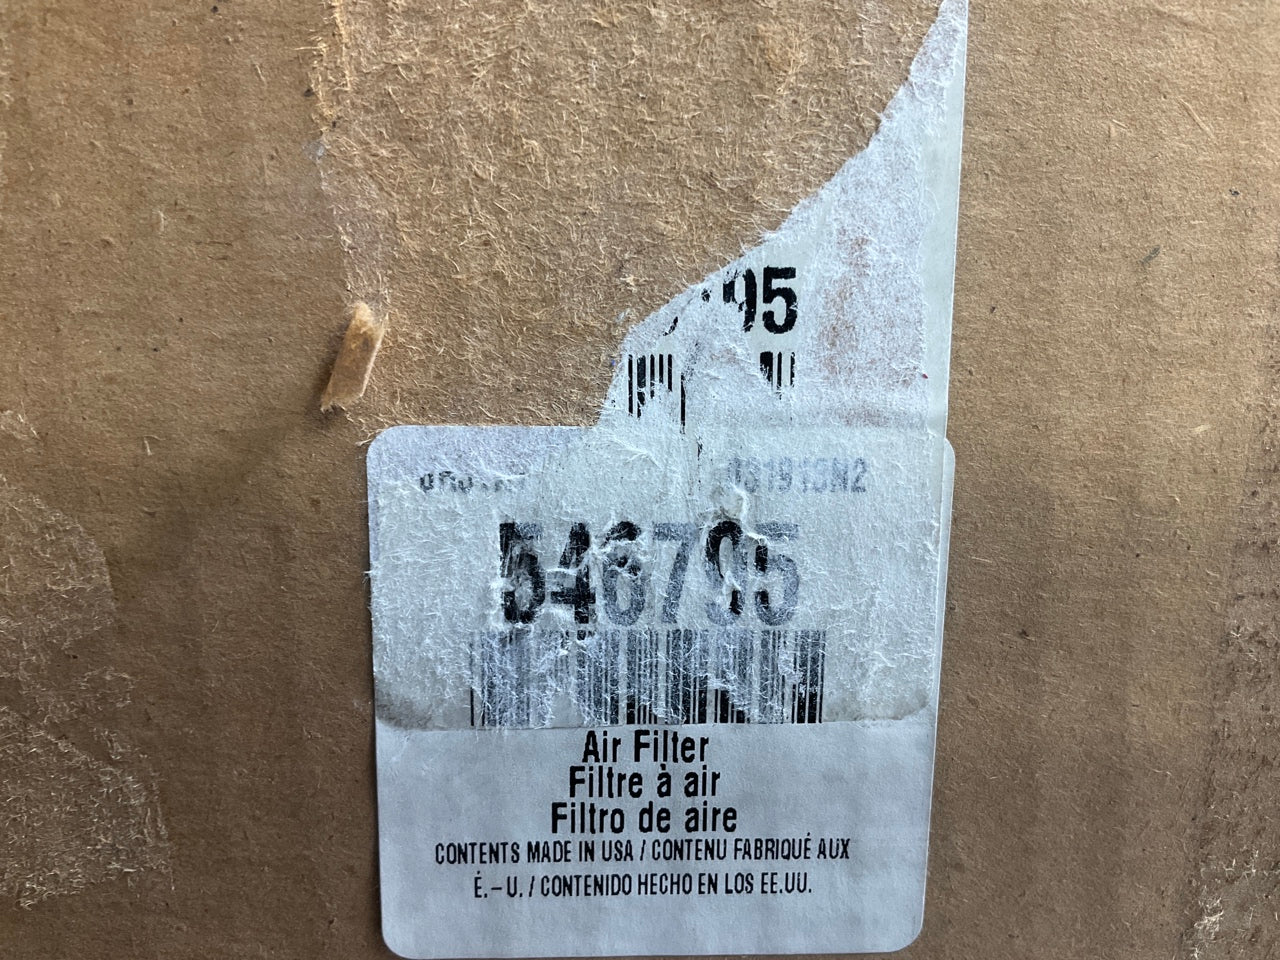 95
546795
Air Filter
Filtre à air
Filtro de aire
CONTENTS MADE IN USA / CONTENU FABRIQUÉ AUX
É.-U. / CONTENIDO HECHO EN LOS EE.UU.